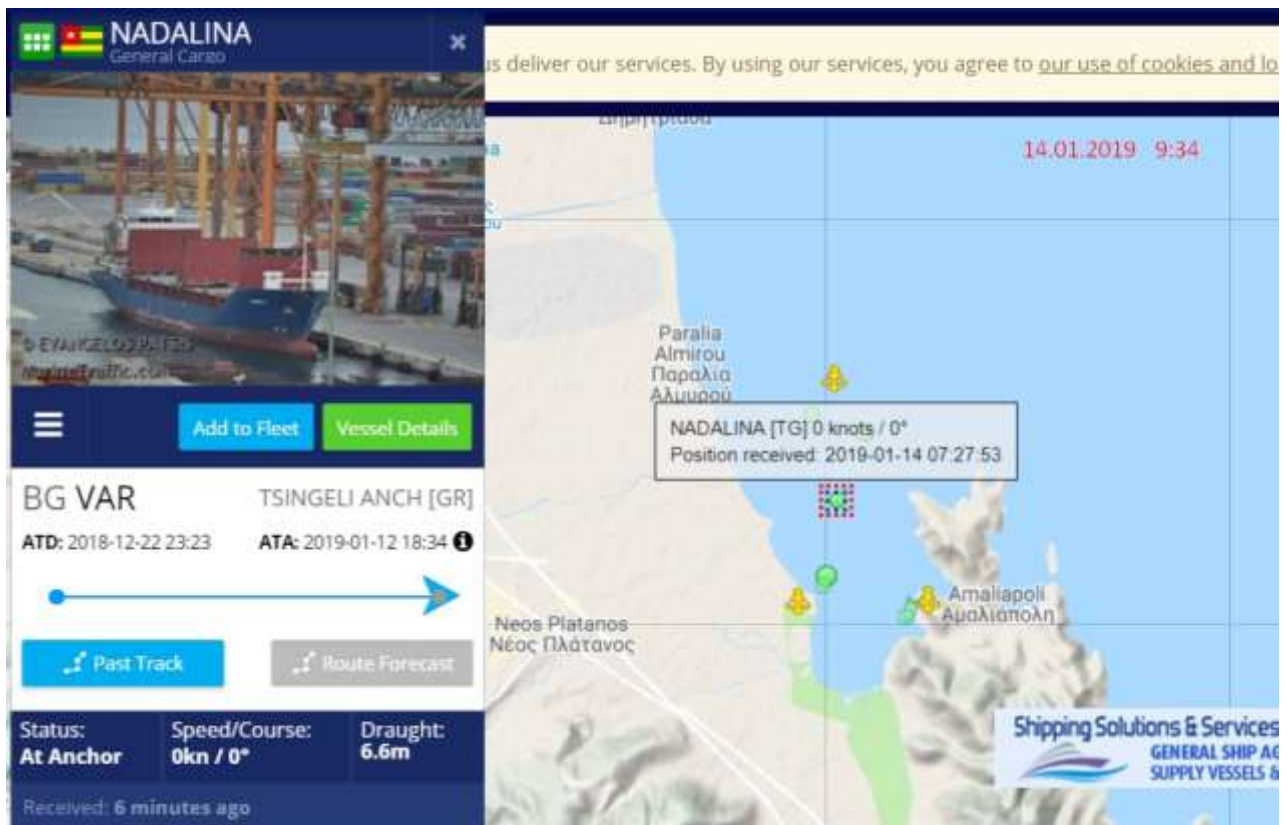 NADALINA
General Cargo
us deliver our services. By using our services, you agree to our use of cookies and lo
14.01.2019 9:34
Paralia
Almirou
Παραλία
Αλμυρού
NADALINA [TG] 0 knots / 0°
Position received: 2019-01-14 07:27:53
Add to Fleet
Vessel Details
BG VAR
TSINGELI ANCH [GR]
ATD: 2018-12-22 23:23
ATA: 2019-01-12 18:34
Past Track
Route Forecast
Neos Platanos
Νέος Πλάτανος
Amaliapoli
Αμαλιάπολη
Status:
At Anchor
Speed/Course:
0kn / 0°
Draught:
6.6m
Received: 6 minutes ago
Shipping Solutions & Services
GENERAL SHIP AG
SUPPLY VESSELS &